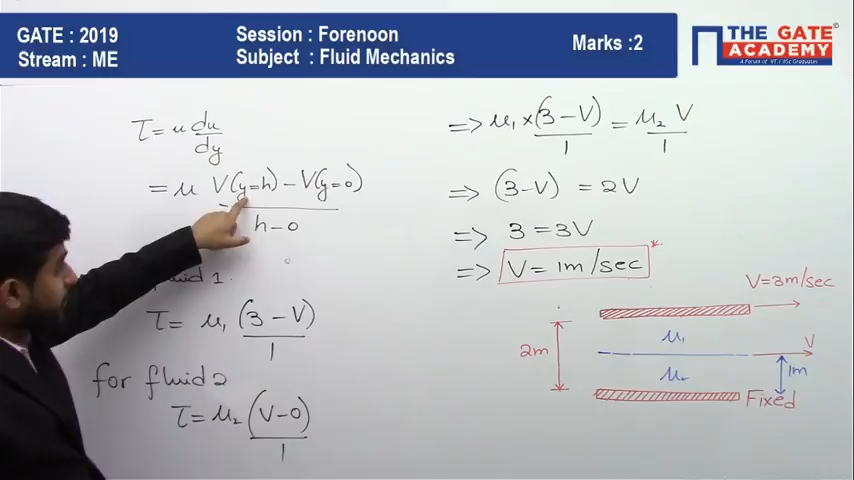 GATE : 2019
Stream : ME
Session : Forenoon
Subject : Fluid Mechanics
Marks :2
THE GATE
ACADEMY
τ = μ du/dy
= μ V(y=h) – V(y=0)
h – 0
fluid 1
τ = μ₁ (3 – V)
1
for fluid 2
τ = μ₂ (V – 0)
1
=> μ₁ × (3 – V)/1 = μ₂ V/1
=> (3 – V) = 2V
=> 3 = 3V
=> V = 1m/sec
V = 3m/sec
μ₁
V
2m
μ₂
1m
Fixed